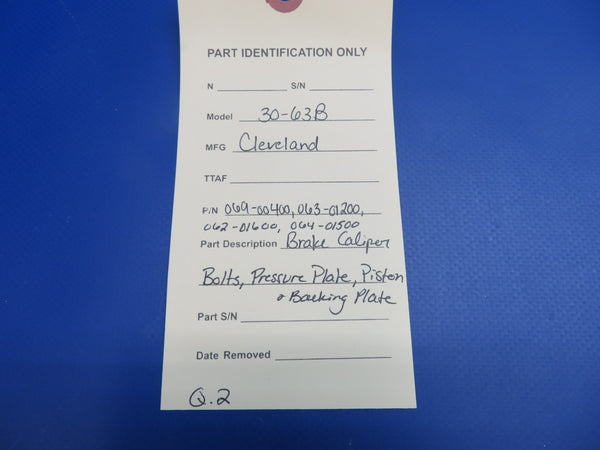 PART IDENTIFICATION ONLY
N S/N
Model 30-63B
MFG Cleveland
TTAF
P/N 069-00400, 063-01200,
062-01600, 064-01500
Part Description Brake Caliper
Bolts, Pressure Plate, Piston
& Backing Plate
Part S/N
Date Removed
Q.2